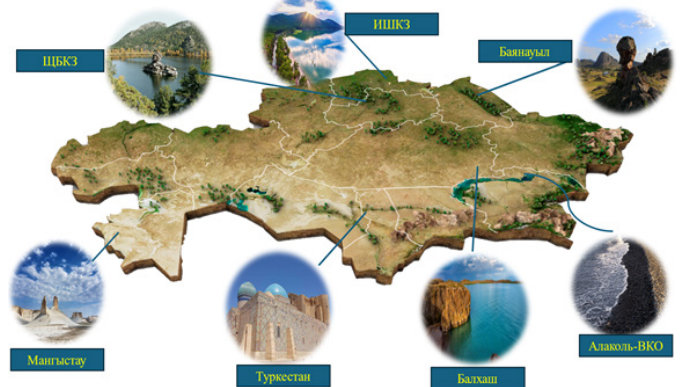 ИШКЗ
ЩБКЗ
Баянауыл
Мангыстау
Туркестан
Балхаш
Алаколь-ВКО